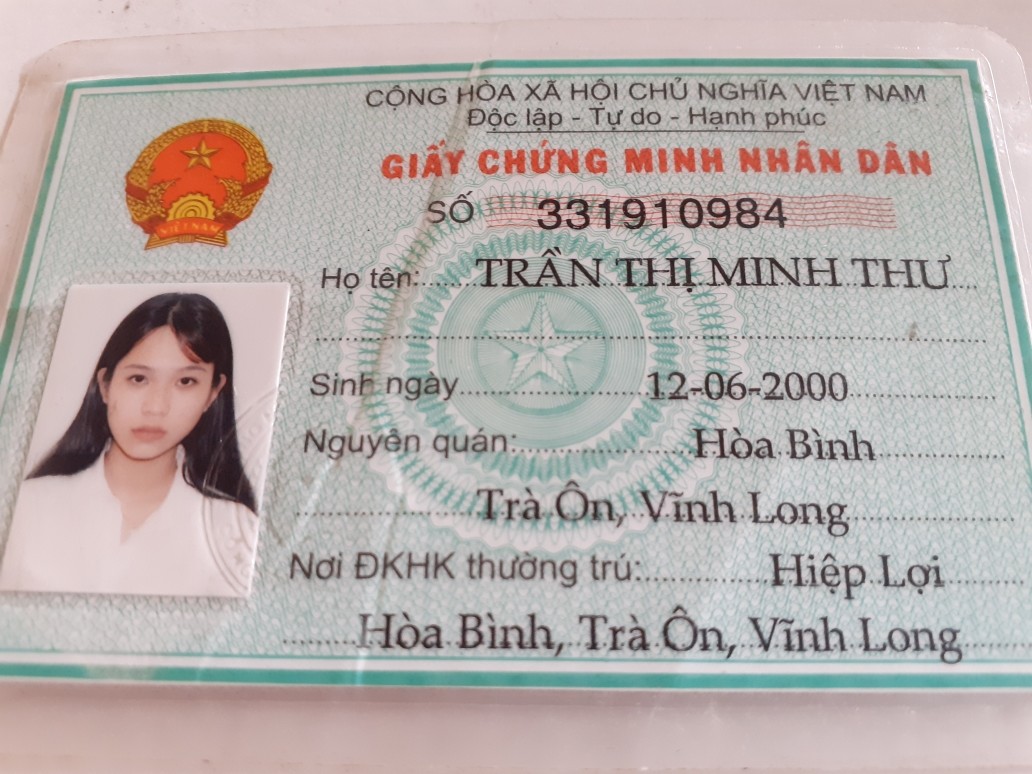 CỘNG HÒA XÃ HỘI CHỦ NGHĨA VIỆT NAM
Độc lập - Tự do - Hạnh phúc
GIẤY CHỨNG MINH NHÂN DÂN
SỐ 331910984
Họ tên: TRẦN THỊ MINH THƯ
Sinh ngày 12-06-2000
Nguyên quán: Hòa Bình
Trà Ôn, Vĩnh Long
Nơi ĐKHK thường trú: Hiệp Lợi
Hòa Bình, Trà Ôn, Vĩnh Long
VIỆT NAM